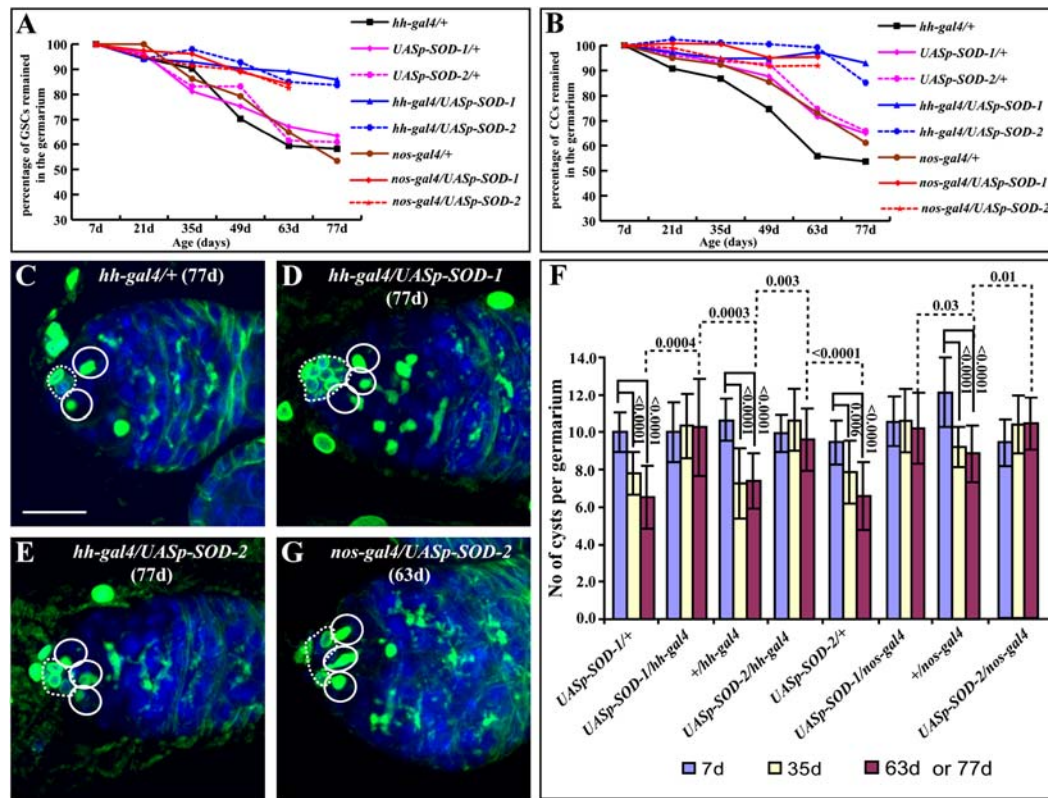 A
percentage of GSCs remained
in the germarium
100
90
80
70
60
50
40
30
7d 21d 35d 49d 63d 77d
Age (days)
hh-gal4/+
UASp-SOD-1/+
UASp-SOD-2/+
hh-gal4/UASp-SOD-1
hh-gal4/UASp-SOD-2
nos-gal4/+
nos-gal4/UASp-SOD-1
nos-gal4/UASp-SOD-2
B
percentage of CCs remained
in the germarium
100
90
80
70
60
50
40
30
7d 21d 35d 49d 63d 77d
Age (days)
hh-gal4/+
UASp-SOD-1/+
UASp-SOD-2/+
hh-gal4/UASp-SOD-1
hh-gal4/UASp-SOD-2
nos-gal4/+
nos-gal4/UASp-SOD-1
nos-gal4/UASp-SOD-2
C hh-gal4/+ (77d)
D hh-gal4/UASp-SOD-1
(77d)
E hh-gal4/UASp-SOD-2
(77d)
G nos-gal4/UASp-SOD-2
(63d)
F
No of cysts per germarium
14.0
12.0
10.0
8.0
6.0
4.0
2.0
0.0
0.0004
0.0003
0.003
<0.0001
0.03
0.01
<0.0001
<0.0001
<0.0001
<0.0001
0.0061
<0.0001
<0.0001
<0.0001
UASp-SOD-1/+
UASp-SOD-1/hh-gal4
+/hh-gal4
UASp-SOD-2/hh-gal4
UASp-SOD-2/+
UASp-SOD-1/nos-gal4
+/nos-gal4
UASp-SOD-2/nos-gal4
7d 35d 63d or 77d